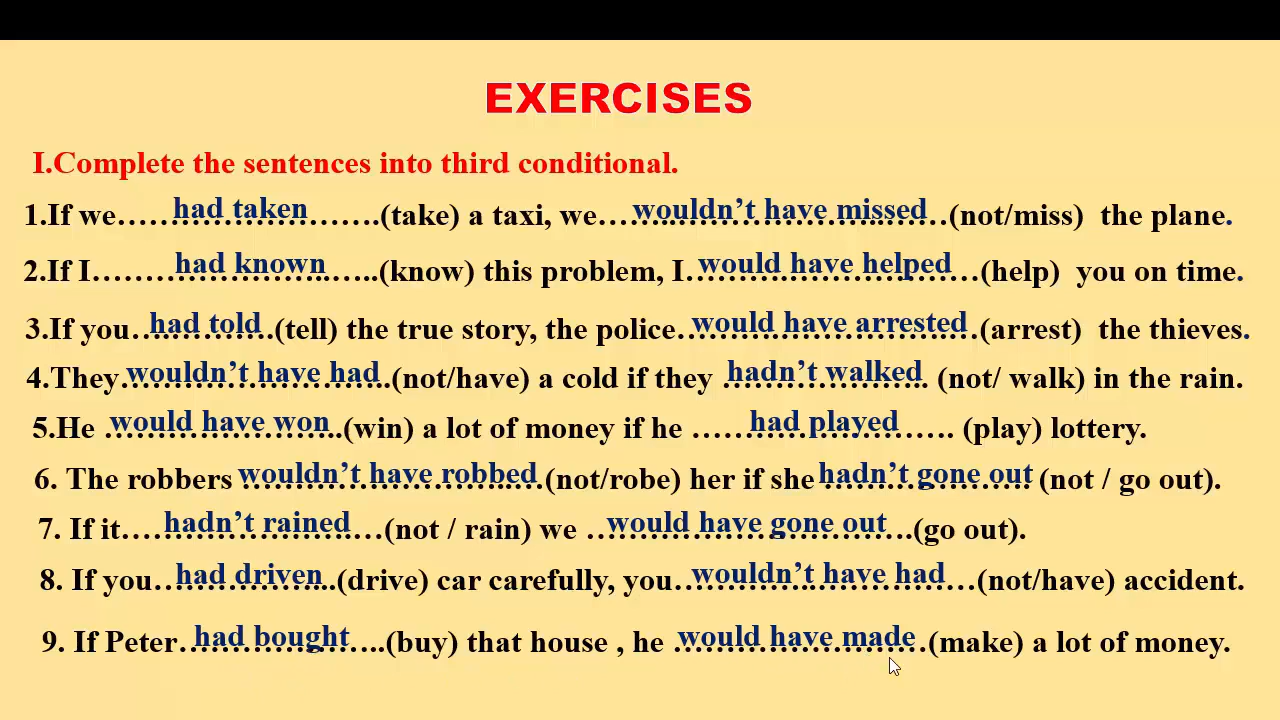 EXERCISES
I.Complete the sentences into third conditional.
1.If we……had taken…….(take) a taxi, we…wouldn’t have missed…(not/miss) the plane.
2.If I………had known…..(know) this problem, I.would have helped…(help) you on time.
3.If you..had told.(tell) the true story, the police.would have arrested.(arrest) the thieves.
4.They.wouldn’t have had..(not/have) a cold if they hadn’t walked. (not/ walk) in the rain.
5.He would have won..(win) a lot of money if he ……had played……. (play) lottery.
6. The robbers wouldn’t have robbed.(not/robe) her if she hadn’t gone out (not / go out).
7. If it….hadn’t rained…(not / rain) we ..would have gone out..(go out).
8. If you..had driven..(drive) car carefully, you.wouldn’t have had…(not/have) accident.
9. If Peter.had bought…..(buy) that house , he would have made.(make) a lot of money.